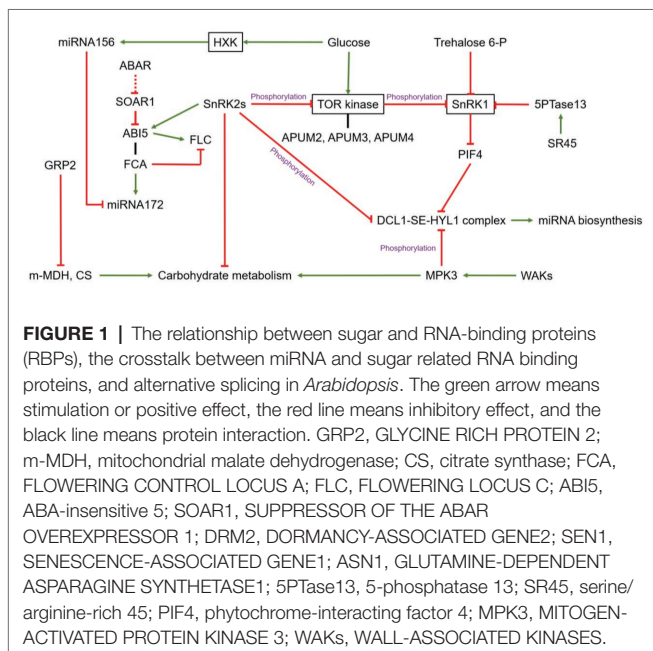 miRNA156 HXK Glucose Trehalose 6-P
ABAR
Phosphorylation Phosphorylation
SOAR1 SnRK2s TOR kinase SnRK1 5PTase13
ABI5 FLC APUM2, APUM3, APUM4 SR45
GRP2 FCA PIF4
Phosphorylation
miRNA172
DCL1-SE-HYL1 complex miRNA biosynthesis
Phosphorylation
m-MDH, CS Carbohydrate metabolism MPK3 WAKs
FIGURE 1 | The relationship between sugar and RNA-binding proteins
(RBPs), the crosstalk between miRNA and sugar related RNA binding
proteins, and alternative splicing in Arabidopsis. The green arrow means
stimulation or positive effect, the red line means inhibitory effect, and the
black line means protein interaction. GRP2, GLYCINE RICH PROTEIN 2;
m-MDH, mitochondrial malate dehydrogenase; CS, citrate synthase; FCA,
FLOWERING CONTROL LOCUS A; FLC, FLOWERING LOCUS C; ABI5,
ABA-insensitive 5; SOAR1, SUPPRESSOR OF THE ABAR
OVEREXPRESSOR 1; DRM2, DORMANCY-ASSOCIATED GENE2; SEN1,
SENESCENCE-ASSOCIATED GENE1; ASN1, GLUTAMINE-DEPENDENT
ASPARAGINE SYNTHETASE1; 5PTase13, 5-phosphatase 13; SR45, serine/
arginine-rich 45; PIF4, phytochrome-interacting factor 4; MPK3, MITOGEN-
ACTIVATED PROTEIN KINASE 3; WAKs, WALL-ASSOCIATED KINASES.